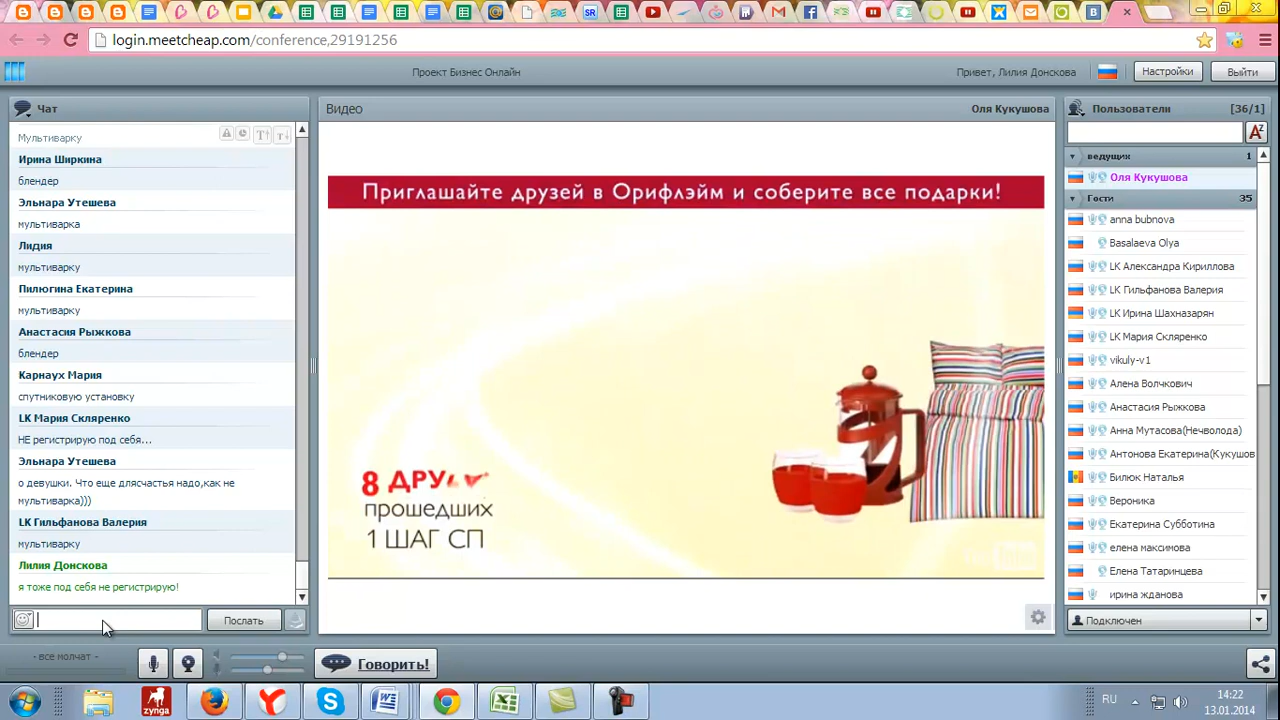 login.meetcheap.com/conference,29191256
Проект Бизнес Онлайн
Привет, Лилия Донскова
Настройки
Выйти
Чат
Мультиварку
Ирина Ширкина
блендер
Эльнара Утешева
мультиварка
Лидия
мультиварку
Пилюгина Екатерина
мультиварку
Анастасия Рыжкова
блендер
Карнаух Мария
спутниковую установку
LK Мария Скляренко
НЕ регистрирую под себя...
Эльнара Утешева
о девушки. Что еще длясчастья надо,как не
мультиварка)))
LK Гильфанова Валерия
мультиварку
Лилия Донскова
я тоже под себя не регистрирую!
Послать
- все молчат -
Видео
Оля Кукушова
Приглашайте друзей в Орифлэйм и соберите все подарки!
8 ДРУ
прошедших
1 ШАГ СП
Говорить!
Пользователи
[36/1]
ведущих 1
Оля Кукушова
Гости 35
anna bubnova
Basalaeva Olya
LK Александра Кириллова
LK Гильфанова Валерия
LK Ирина Шахназарян
LK Мария Скляренко
vikuly-v1
Алена Волчкович
Анастасия Рыжкова
Анна Мутасова(Нечволода)
Антонова Екатерина(Кукушов
Билюк Наталья
Вероника
Екатерина Субботина
елена максимова
Елена Татаринцева
ирина жданова
Подключен
zynga
RU
14:22
13.01.2014